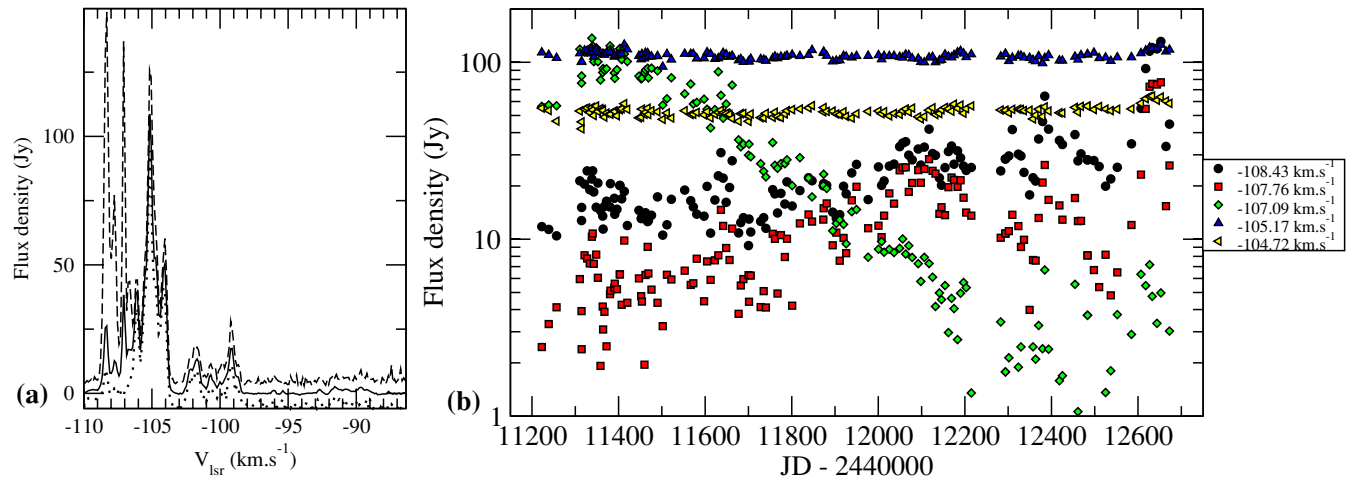 100
50
0
Flux density (Jy)
(a)
-110 -105 -100 -95 -90
V_lsr (km.s^-1)
100
10
1
Flux density (Jy)
(b)
11200 11400 11600 11800 12000 12200 12400 12600
JD - 2440000
-108.43 km.s^-1
-107.76 km.s^-1
-107.09 km.s^-1
-105.17 km.s^-1
-104.72 km.s^-1